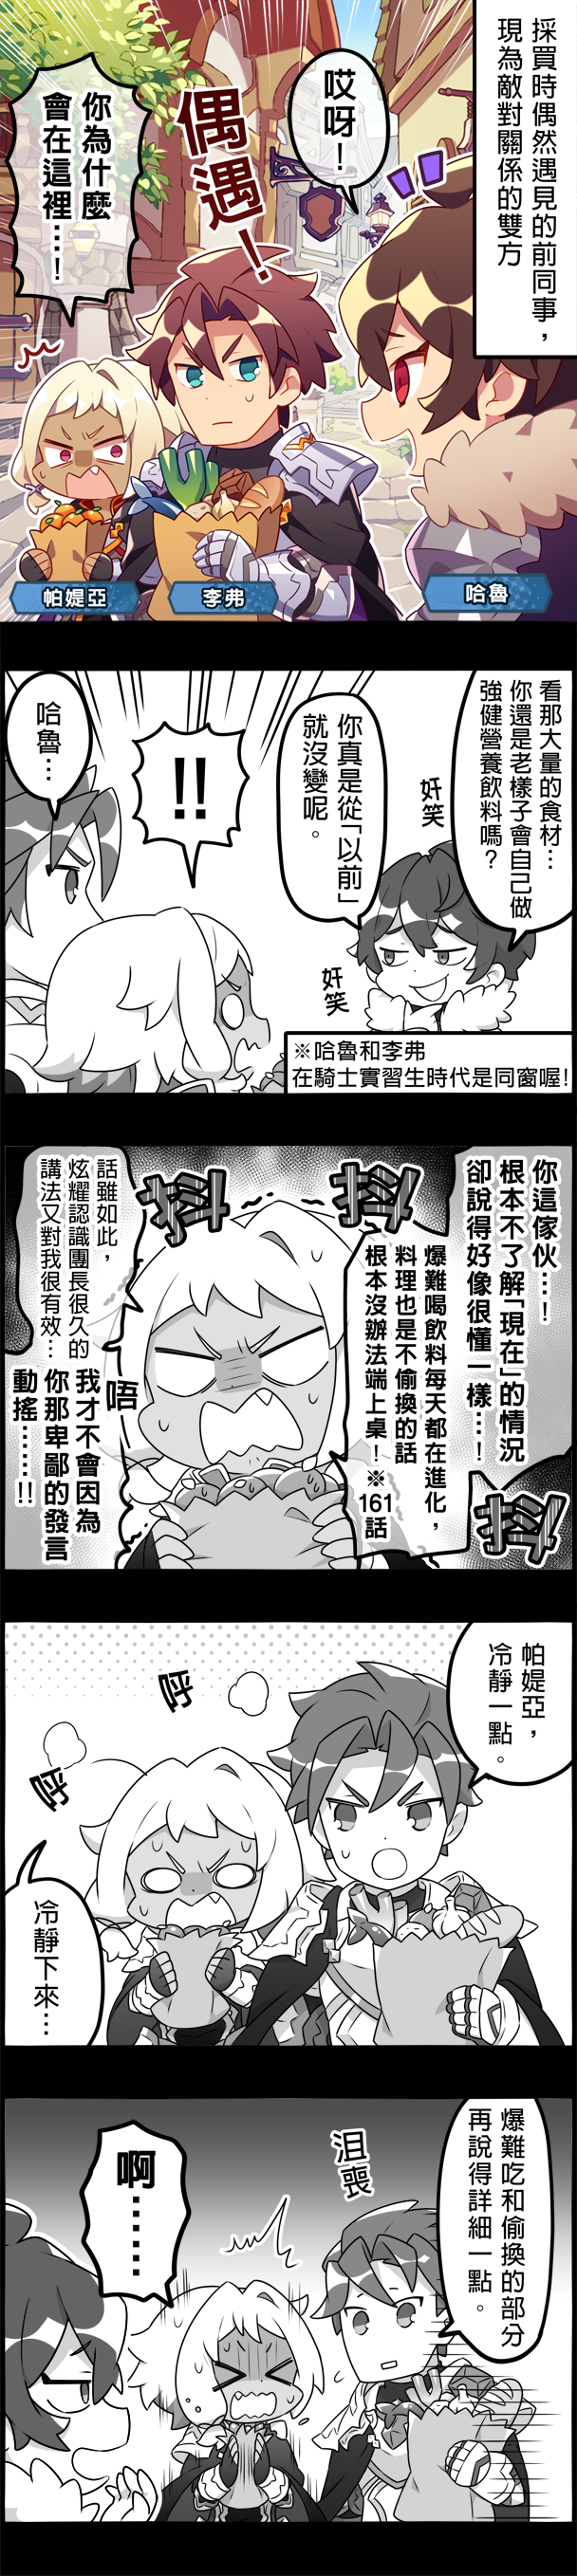 採買時偶然遇見的前同事，
現為敵對關係的雙方
哎呀！
偶遇！
你為什麼
會在這裡…！
帕媞亞
李弗
哈魯
看那大量的食材…
你還是老樣子會自己做
強健營養飲料嗎？
奸笑
你真是從「以前」
就沒變呢。
奸笑
!!
哈魯…
※哈魯和李弗
在騎士實習生時代是同窗喔!
你這傢伙…！
根本不了解「現在」的情況
卻說得好像很懂一樣…！
抖
爆難喝飲料每天都在進化，
料理也是不偷換的話
根本沒辦法端上桌！※161話
抖
抖
話雖如此，
炫耀認識團長很久的
講法又對我很有效…
唔
我才不會因為
你那卑鄙的發言
動搖……!!
帕媞亞，
冷靜一點。
呼
呼
冷靜下來…
爆難吃和偷換的部分
再說得詳細一點。
沮喪
啊……